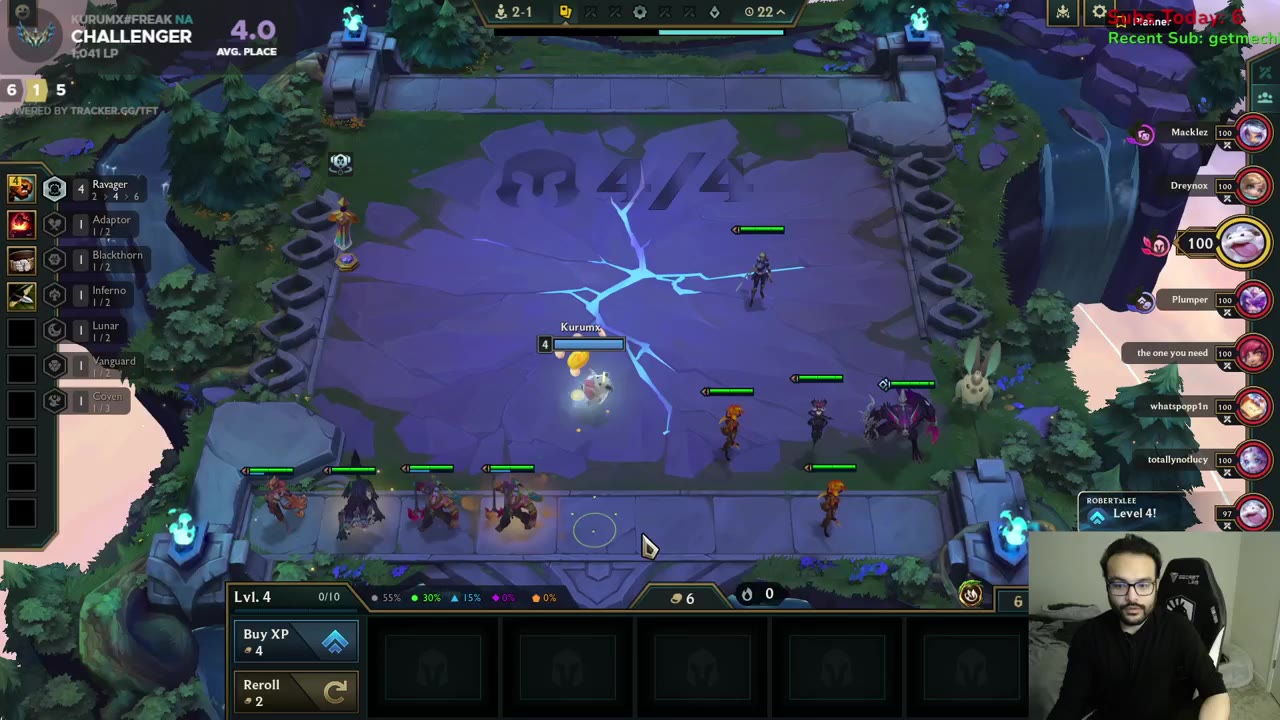 KURUMX#FREAK NA
CHALLENGER
1,041 LP
4.0
AVG. PLACE
6 1 5
WERED BY TRACKER.GG/TFT
2-1
22
Subs Today: 6
Planner
Recent Sub: getmech
4/4
4 Ravager
2 > 4 > 6
1 Adaptor
1 / 2
1 Blackthorn
1 / 2
1 Inferno
1 / 2
1 Lunar
1 / 2
1 Vanguard
1 / 2
1 Coven
1 / 3
Macklez 100
Dreynox 100
100
Plumper 100
the one you need 100
whatspopp1n 100
totallynotlucy 100
ROBERTxLEE
Level 4!
97
Kurumx
4
Lvl. 4 0/10
55% 30% 15% 0% 0%
6
0
6
Buy XP
4
Reroll
2